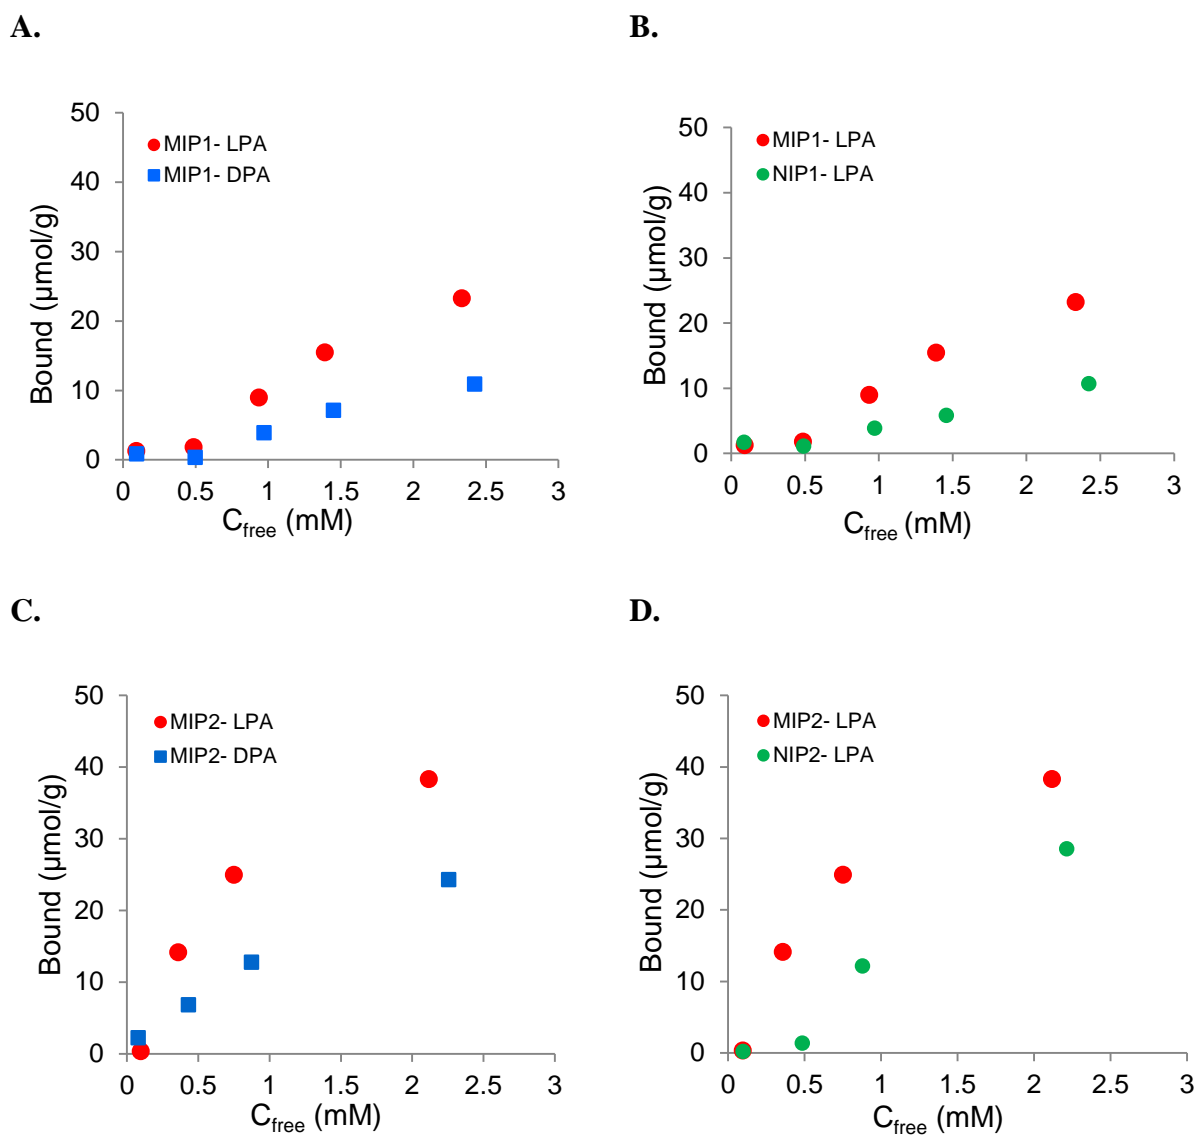 A.
B.
50
40
30
20
10
0
Bound (µmol/g)
MIP1- LPA
MIP1- DPA
0 0.5 1 1.5 2 2.5 3
C_free (mM)
50
40
30
20
10
0
Bound (µmol/g)
MIP1- LPA
NIP1- LPA
0 0.5 1 1.5 2 2.5 3
C_free (mM)
C.
D.
50
40
30
20
10
0
Bound (µmol/g)
MIP2- LPA
MIP2- DPA
0 0.5 1 1.5 2 2.5 3
C_free (mM)
50
40
30
20
10
0
Bound (µmol/g)
MIP2- LPA
NIP2- LPA
0 0.5 1 1.5 2 2.5 3
C_free (mM)